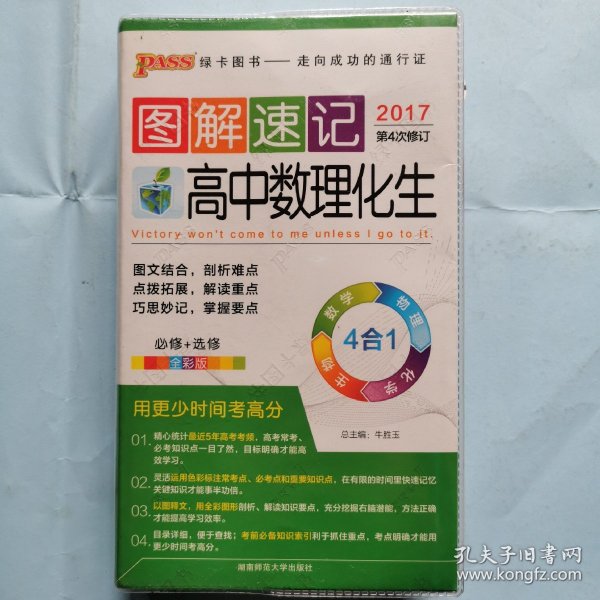 PASS 绿卡图书——走向成功的通行证
图解速记
2017
第4次修订
高中数理化生
Victory won't come to me unless I go to it.
图文结合，剖析难点
点拨拓展，解读重点
巧思妙记，掌握要点
必修+选修
全彩版
数学
物理
化学
生物
4合1
用更少时间考高分
总主编：牛胜玉
01. 精心统计最近5年高考考频，高考常考、
必考知识点一目了然，目标明确才能高
效学习。
02. 灵活运用色彩标注常考点、必考点和重要知识点，在有限的时间里快速记忆
关键知识才能事半功倍。
03. 以图释文，用全彩图形剖析、解读知识要点，充分挖掘右脑潜能，方法正确
才能提高学习效率。
04. 目录详细，便于查找；考前必备知识索引利于抓住重点，考点明确才能用
更少时间考高分。
湖南师范大学出版社
孔夫子旧书网
kongfz.com